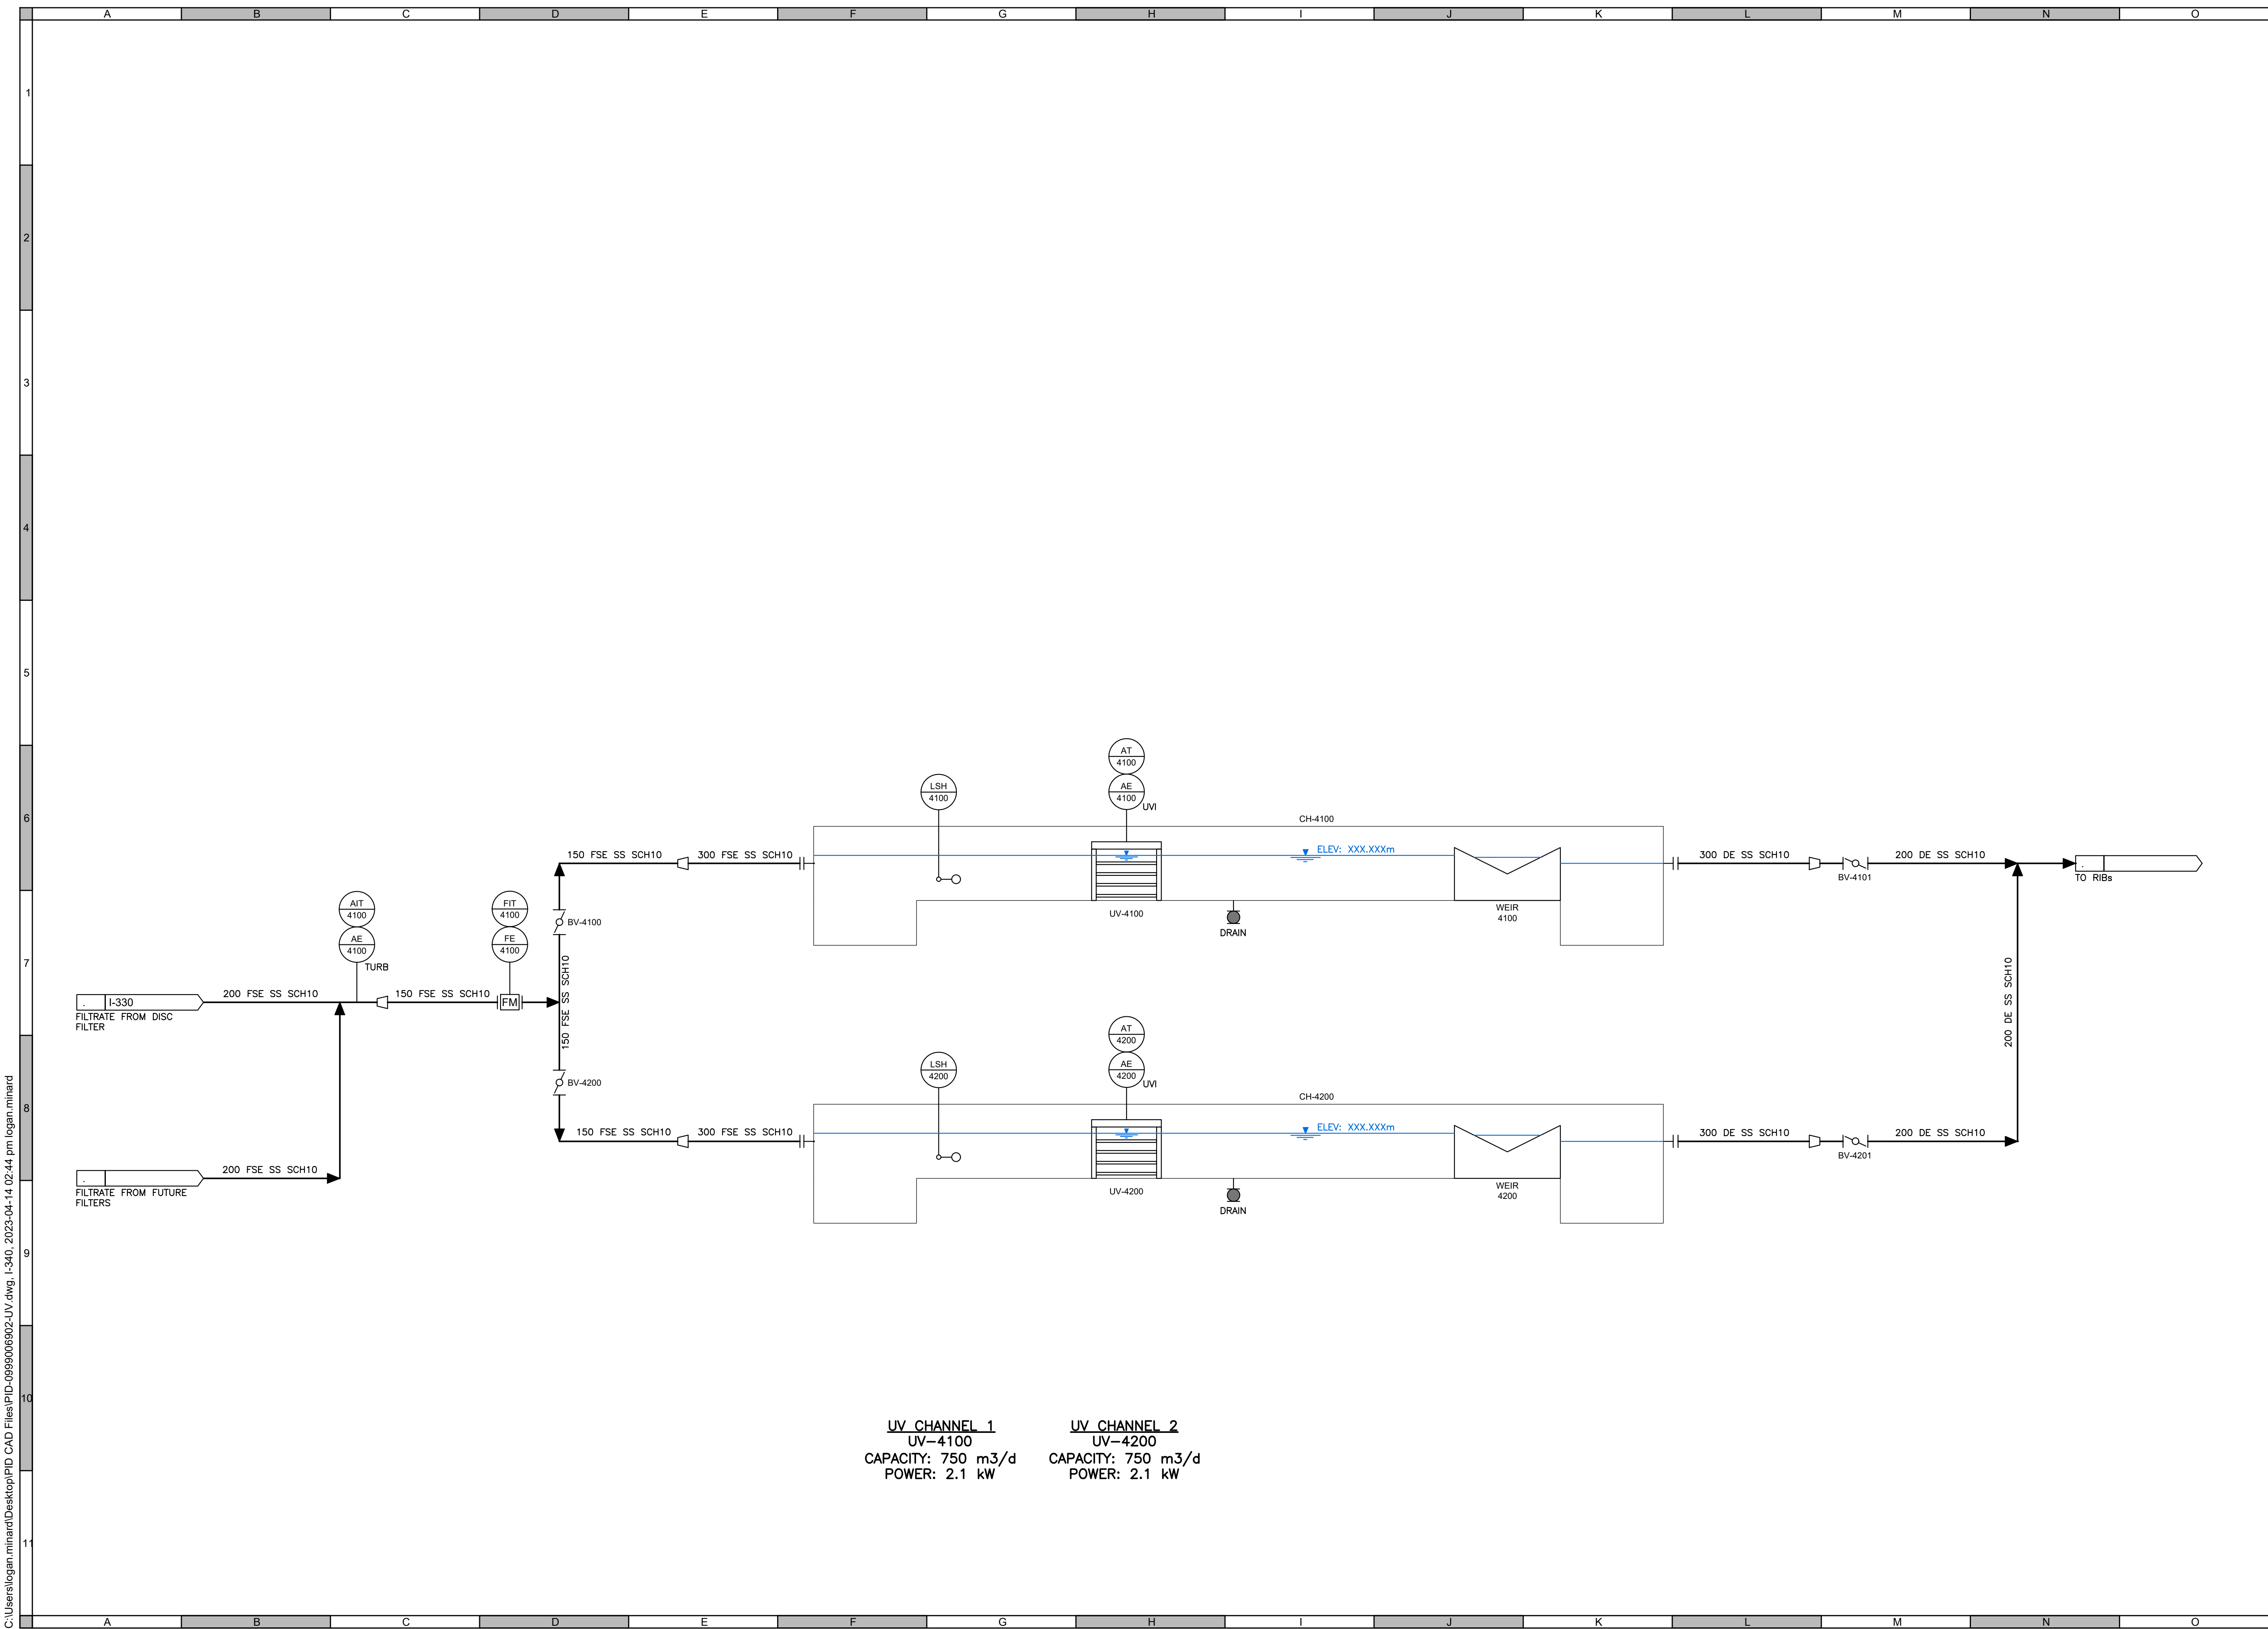 A B C D E F G H I J K L M N O
1
2
3
4
5
6
7
8
9
10
11
AT
4100
AE
4100
UVI
LSH
4100
CH-4100
150 FSE SS SCH10
300 FSE SS SCH10
ELEV: XXX.XXXm
300 DE SS SCH10
200 DE SS SCH10
BV-4101
.
TO RIBs
UV-4100
DRAIN
WEIR
4100
AIT
4100
AE
4100
TURB
FIT
4100
FE
4100
BV-4100
. I-330
FILTRATE FROM DISC
FILTER
200 FSE SS SCH10
150 FSE SS SCH10
FM
150 FSE SS SCH10
200 DE SS SCH10
BV-4200
AT
4200
AE
4200
UVI
LSH
4200
CH-4200
150 FSE SS SCH10
300 FSE SS SCH10
ELEV: XXX.XXXm
300 DE SS SCH10
200 DE SS SCH10
BV-4201
UV-4200
DRAIN
WEIR
4200
.
FILTRATE FROM FUTURE
FILTERS
200 FSE SS SCH10
UV CHANNEL 1
UV-4100
CAPACITY: 750 m3/d
POWER: 2.1 kW
UV CHANNEL 2
UV-4200
CAPACITY: 750 m3/d
POWER: 2.1 kW
C:\Users\logan.minard\Desktop\PID CAD Files\PID-0999006902-UV.dwg, I-340, 2023-04-14 02:44 pm logan.minard
A B C D E F G H I J K L M N O